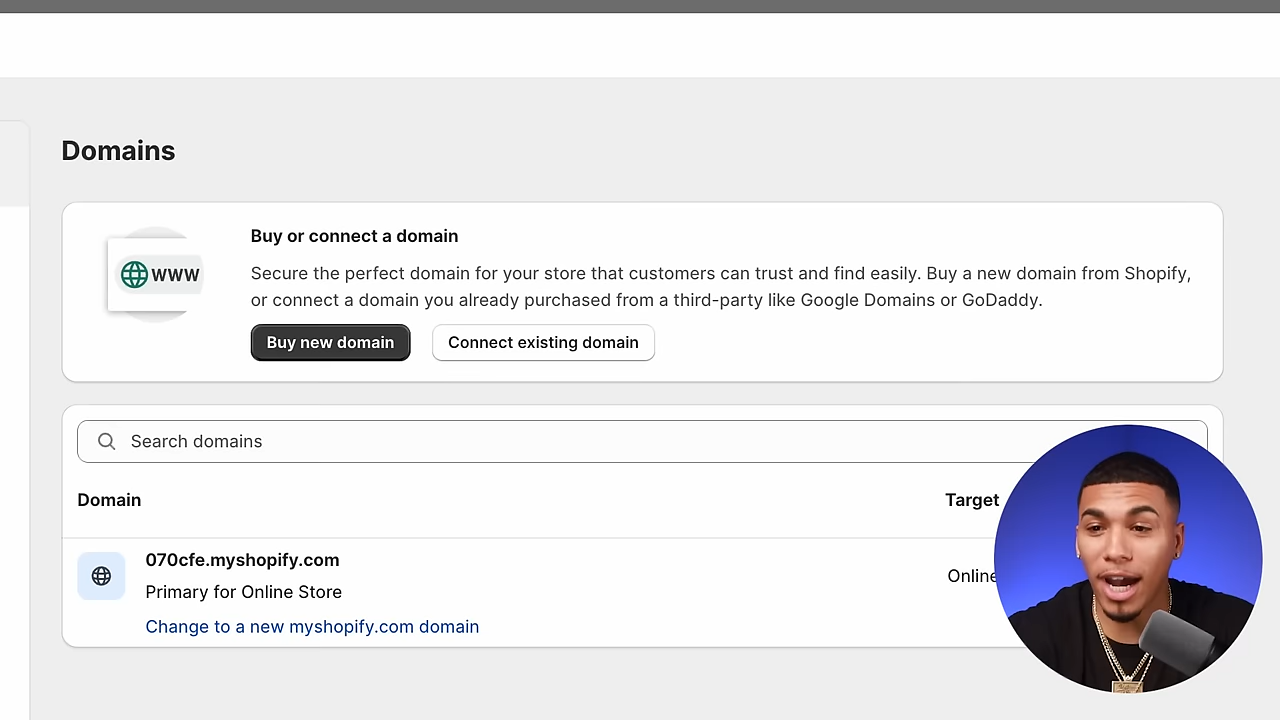 Domains
WWW
Buy or connect a domain
Secure the perfect domain for your store that customers can trust and find easily. Buy a new domain from Shopify,
or connect a domain you already purchased from a third-party like Google Domains or GoDaddy.
Buy new domain
Connect existing domain
Search domains
Domain
Target
070cfe.myshopify.com
Primary for Online Store
Online
Change to a new myshopify.com domain